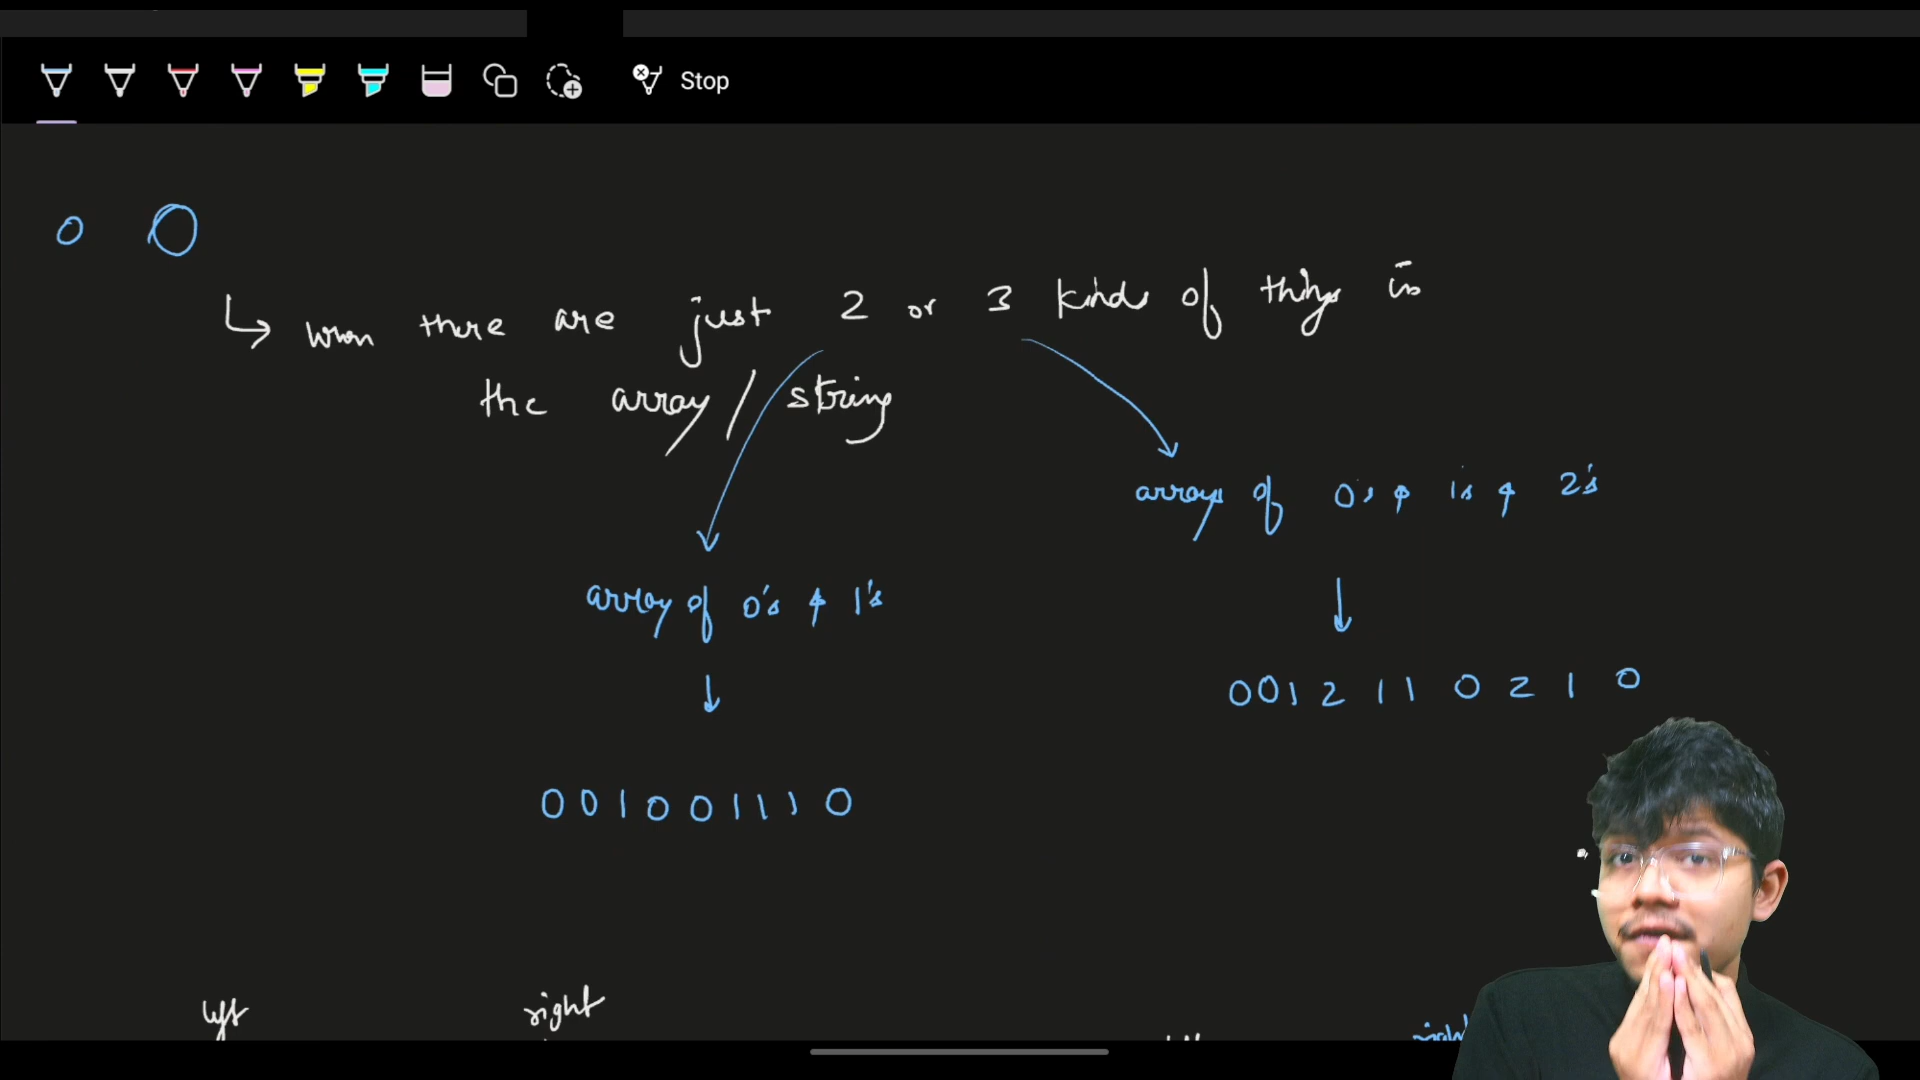 Stop
0 0
↳ when there are just 2 or 3 kinds of things in
the array / string
arrays of 0's & 1s & 2's
array of 0's & 1's
0 0 1 2 1 1 0 2 1 0
0 0 1 0 0 1 1 1 0
left right